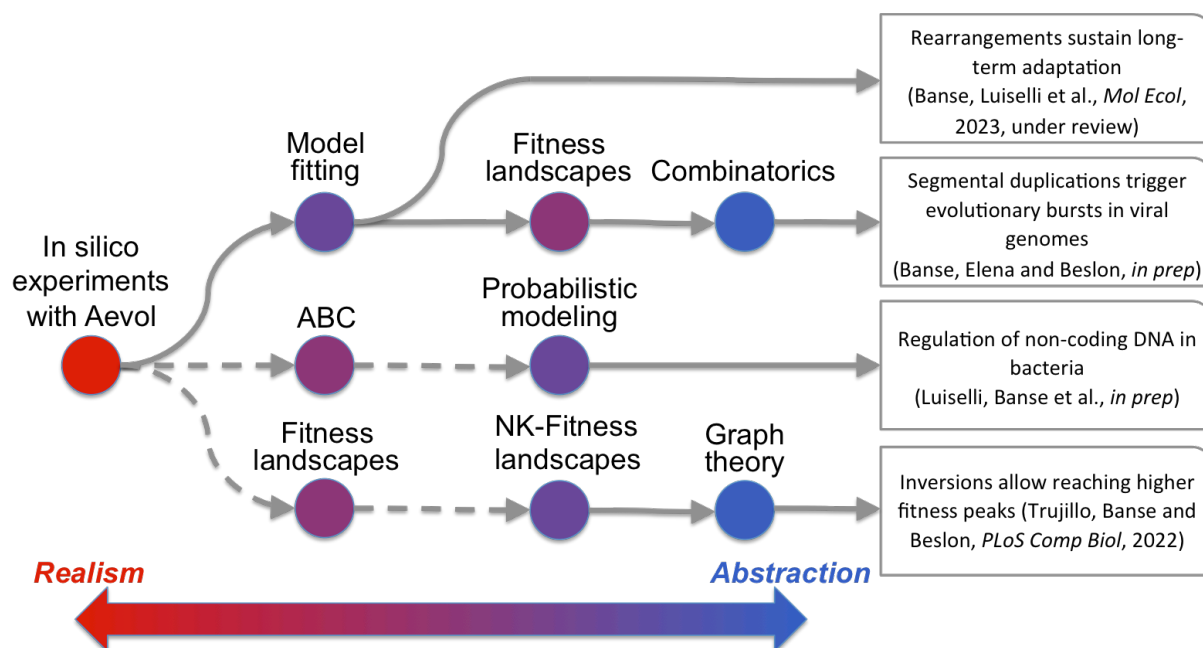 Rearrangements sustain long-
term adaptation
(Banse, Luiselli et al., Mol Ecol,
2023, under review)
Model
fitting
Fitness
landscapes
Combinatorics
Segmental duplications trigger
evolutionary bursts in viral
genomes
(Banse, Elena and Beslon, in prep)
In silico
experiments
with Aevol
ABC
Probabilistic
modeling
Regulation of non-coding DNA in
bacteria
(Luiselli, Banse et al., in prep)
Fitness
landscapes
NK-Fitness
landscapes
Graph
theory
Inversions allow reaching higher
fitness peaks (Trujillo, Banse and
Beslon, PLoS Comp Biol, 2022)
Realism
Abstraction